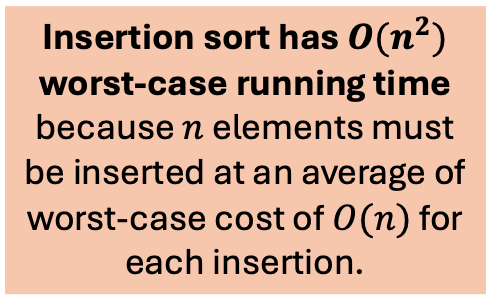 Insertion sort has O(n²)
worst-case running time
because n elements must
be inserted at an average of
worst-case cost of O(n) for
each insertion.